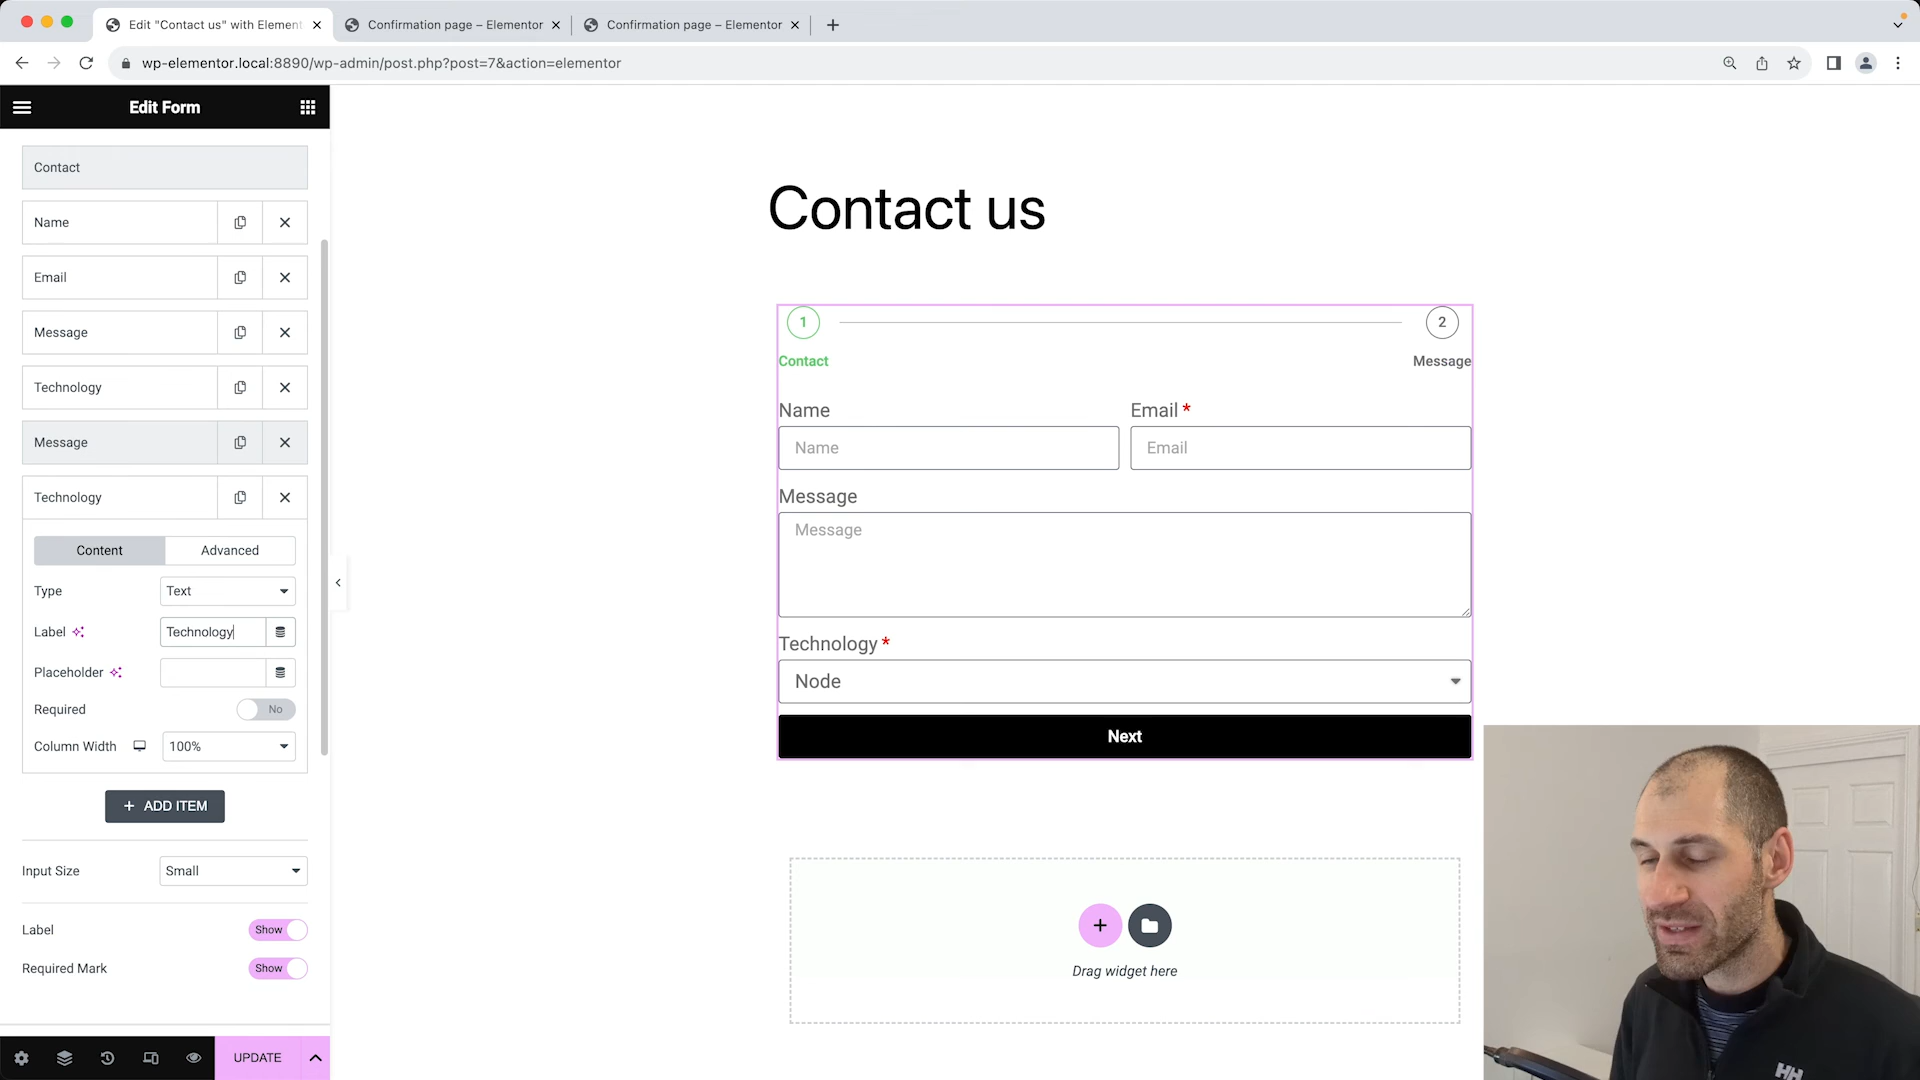 Edit "Contact us" with Element
Confirmation page – Elementor
Confirmation page – Elementor
wp-elementor.local:8890/wp-admin/post.php?post=7&action=elementor
Edit Form
Contact
Name
Email
Message
Technology
Message
Technology
Content
Advanced
Type
Text
Label
Technology
Placeholder
Required
No
Column Width
100%
+ ADD ITEM
Input Size
Small
Label
Show
Required Mark
Show
UPDATE
Contact us
1
2
Contact
Message
Name
Email *
Name
Email
Message
Message
Technology *
Node
Next
Drag widget here
HH